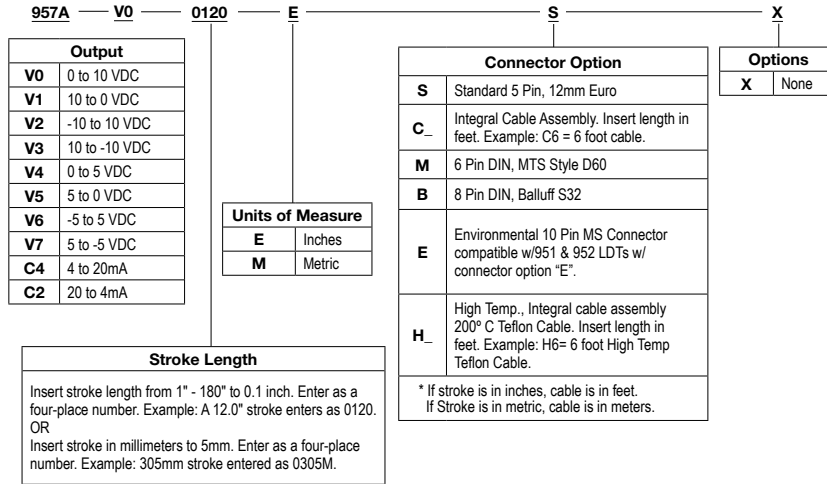 957A V0 0120 E S X
Output
V0 0 to 10 VDC
V1 10 to 0 VDC
V2 -10 to 10 VDC
V3 10 to -10 VDC
V4 0 to 5 VDC
V5 5 to 0 VDC
V6 -5 to 5 VDC
V7 5 to -5 VDC
C4 4 to 20mA
C2 20 to 4mA
Stroke Length
Insert stroke length from 1" - 180" to 0.1 inch. Enter as a
four-place number. Example: A 12.0" stroke enters as 0120.
OR
Insert stroke in millimeters to 5mm. Enter as a four-place
number. Example: 305mm stroke entered as 0305M.
Units of Measure
E Inches
M Metric
Connector Option
S Standard 5 Pin, 12mm Euro
C_ Integral Cable Assembly. Insert length in
feet. Example: C6 = 6 foot cable.
M 6 Pin DIN, MTS Style D60
B 8 Pin DIN, Balluff S32
E Environmental 10 Pin MS Connector
compatible w/951 & 952 LDTs w/
connector option “E”.
H_ High Temp., Integral cable assembly
200º C Teflon Cable. Insert length in
feet. Example: H6= 6 foot High Temp
Teflon Cable.
* If stroke is in inches, cable is in feet.
If Stroke is in metric, cable is in meters.
Options
X None